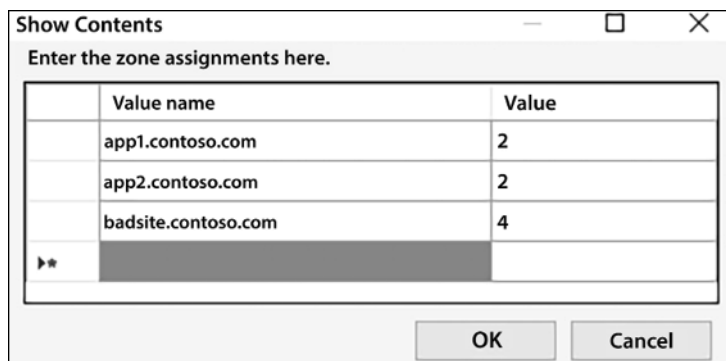 Show Contents
Enter the zone assignments here.
Value name Value
app1.contoso.com 2
app2.contoso.com 2
badsite.contoso.com 4
OK Cancel